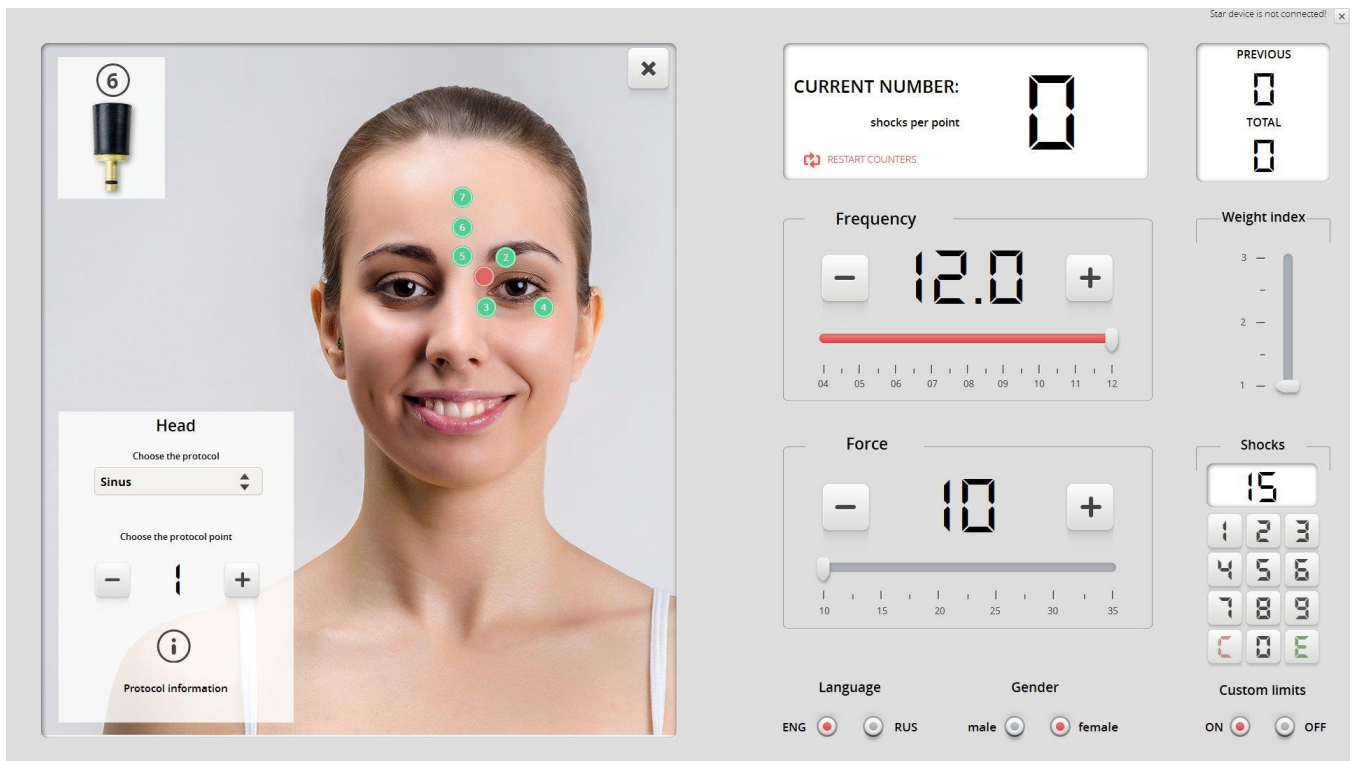 Star device is not connected!
6
7
6
5
2
3
4
Head
Choose the protocol
Sinus
Choose the protocol point
1
i
Protocol information
CURRENT NUMBER:
0
shocks per point
RESTART COUNTERS
PREVIOUS
0
TOTAL
0
Frequency
12.0
04 05 06 07 08 09 10 11 12
Weight index
3
2
1
Force
10
10 15 20 25 30 35
Shocks
15
1 2 3
4 5 6
7 8 9
C 0 E
Language
ENG RUS
Gender
male female
Custom limits
ON OFF